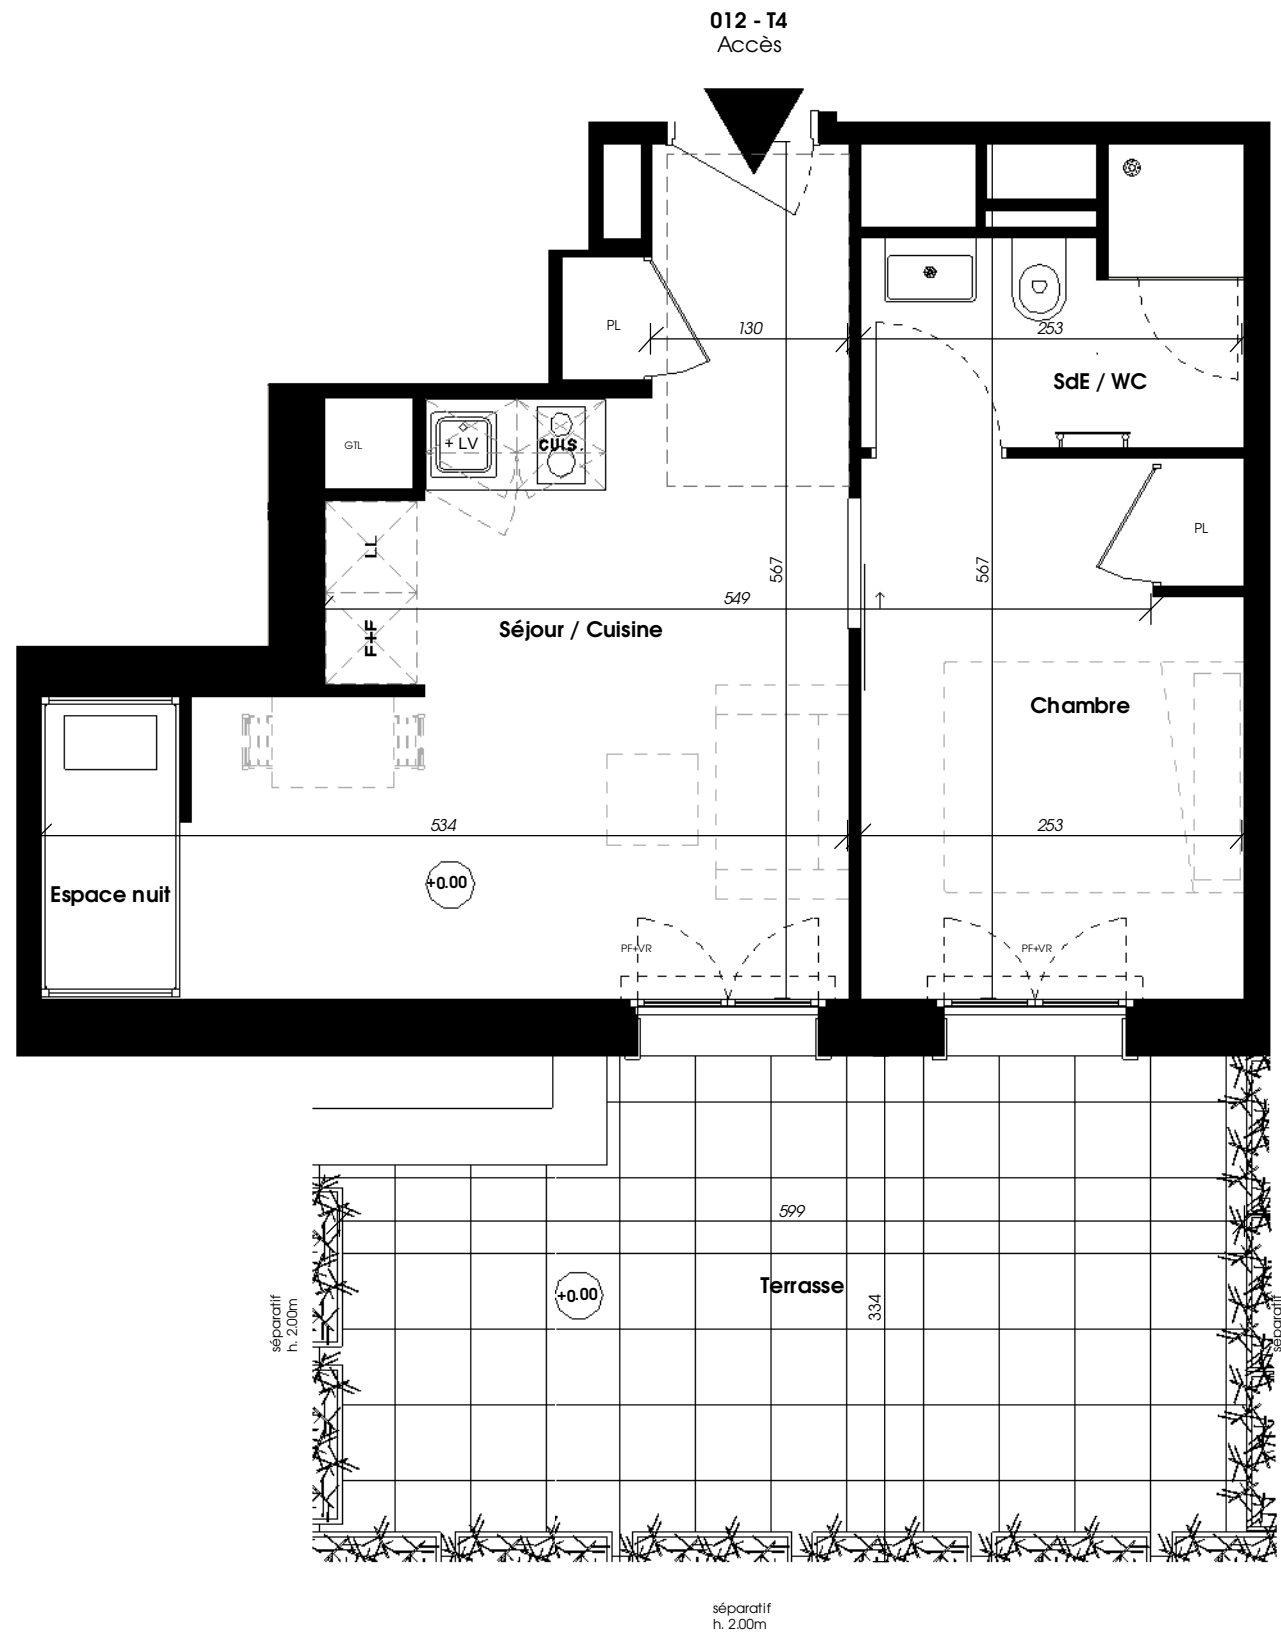 012 - T4
Accès
PL
130
253
SdE / WC
GTL
+ LV
CUIS.
PL
LL
567
567
549
Séjour / Cuisine
F+F
Chambre
534
253
+0.00
Espace nuit
PF+VR
PF+VR
599
Terrasse
+0.00
334
séparatif
h. 2.00m
séparatif
séparatif
h. 2.00m